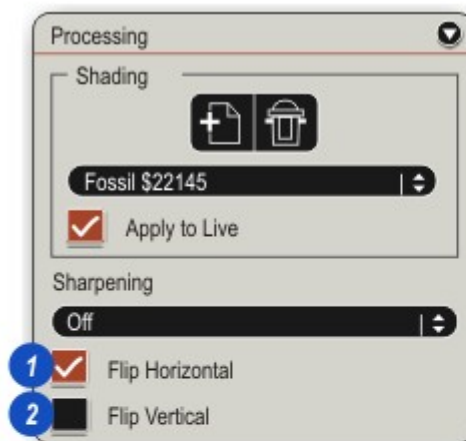 Processing
Shading
Fossil $22145
Apply to Live
Sharpening
Off
1 Flip Horizontal
2 Flip Vertical